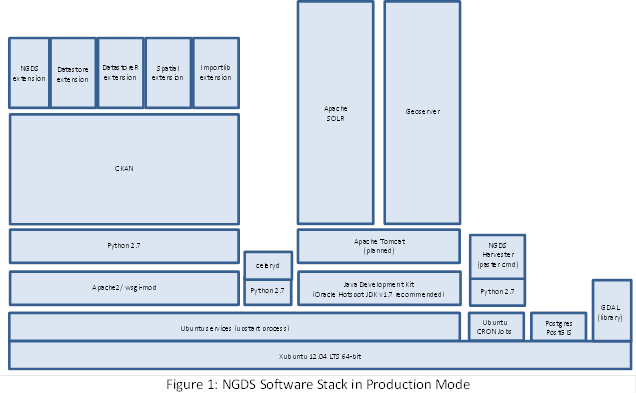 NGDS
extension
Datastore
extension
DatastoreR
extension
Spatial
extension
Importlib
extension
Apache
SOLR
Geoserver
CKAN
Python 2.7
Apache Tomcat
(planned)
NGDS
Harvester
(paster cmd)
celeryd
Apache2/ wsgi-mod
Python 2.7
Java Development Kit
(Oracle Hotspot JDK v1.7 recommended)
Python 2.7
GDAL
(library)
Ubuntu services (upstart process)
Ubuntu
CRON Jobs
Postgres
PostGIS
Xubuntu 12.04 LTS 64-bit
Figure 1: NGDS Software Stack in Production Mode